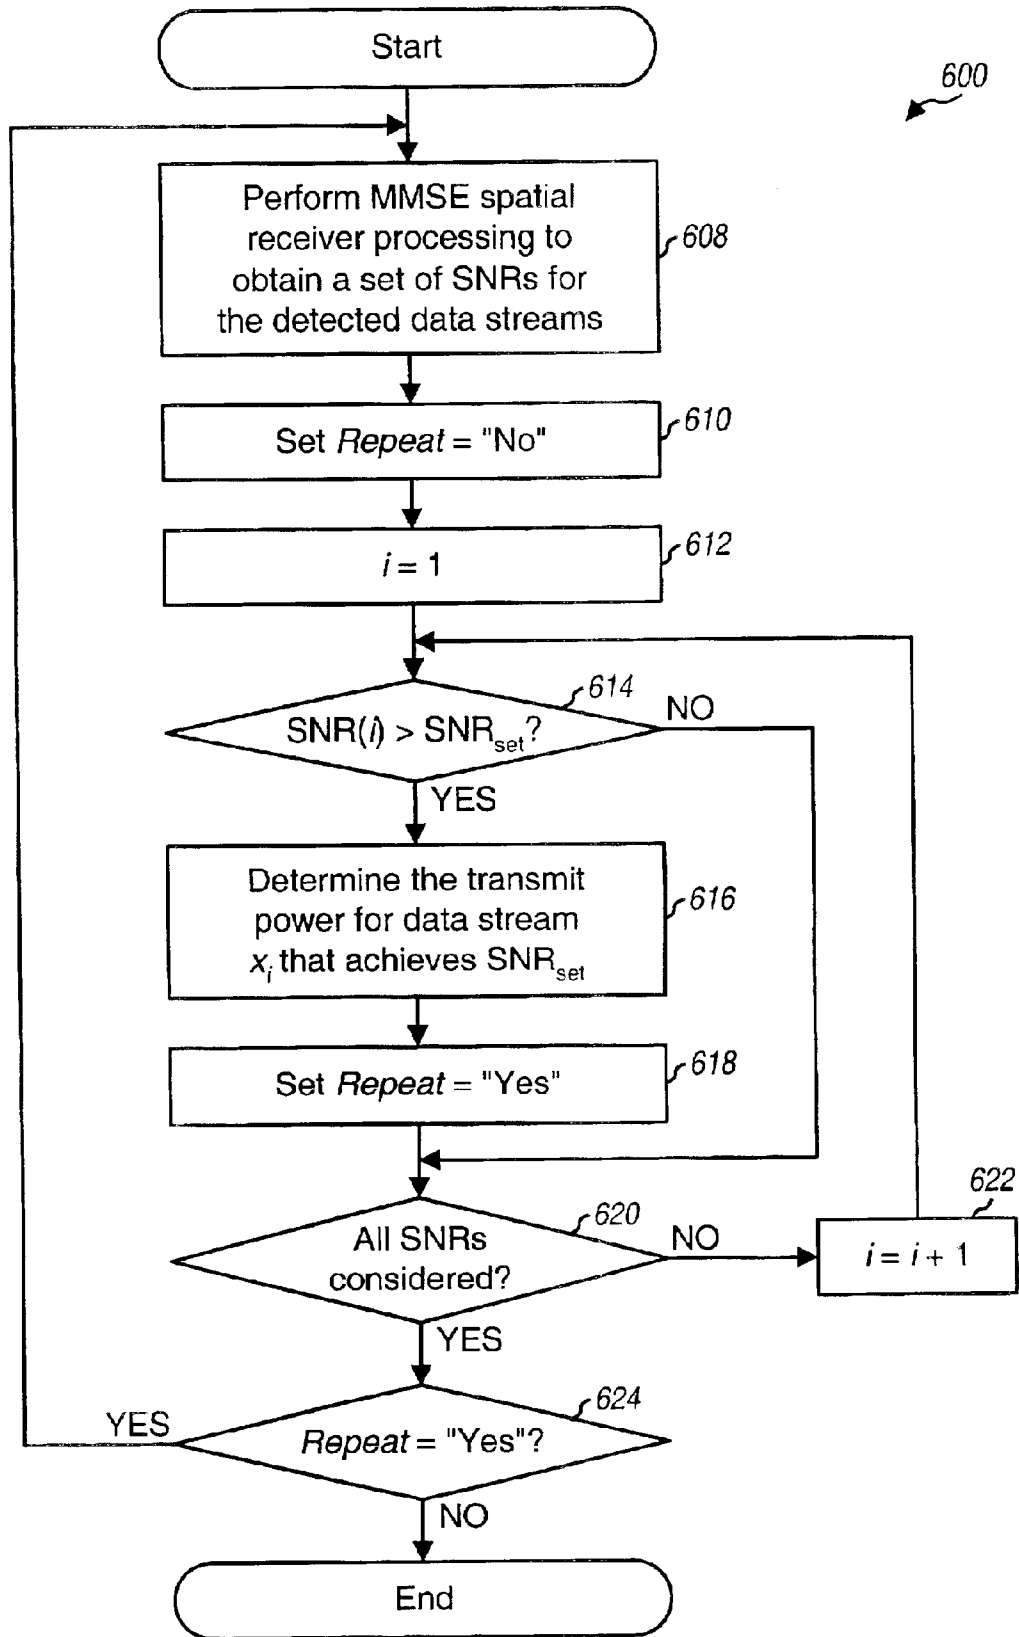 Start
600
Perform MMSE spatial
receiver processing to
obtain a set of SNRs for
the detected data streams
608
Set Repeat = "No"
610
i = 1
612
614
SNR(i) > SNRset?
NO
YES
Determine the transmit
power for data stream
xi that achieves SNRset
616
Set Repeat = "Yes"
618
620
All SNRs
considered?
NO
622
i = i + 1
YES
624
YES
Repeat = "Yes"?
NO
End